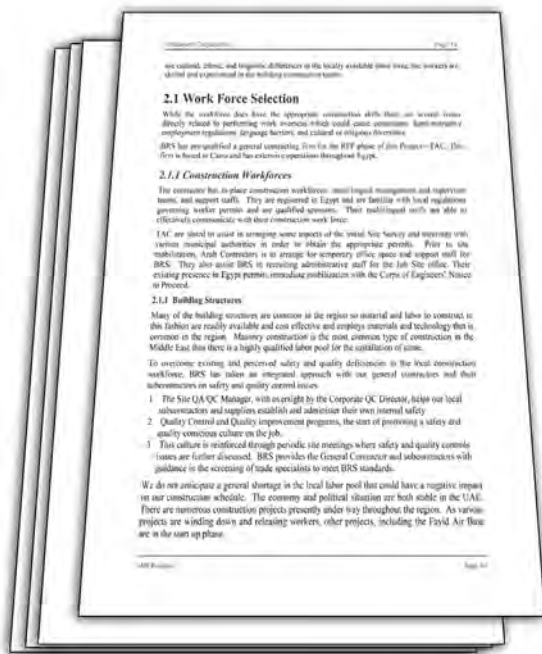 are cultural, ethnic, and linguistic differences in the locally available labor force, the workers are
skilled and experienced in the building construction trades.
2.1 Work Force Selection
While the workforce does have the appropriate construction skills there are several issues
directly related to performing work overseas which could cause constraints.
employment regulations, language barriers, and cultural or religious diversities.
BRS has pre-qualified a general contracting firm for the RFP phase of this Project—TAC. This
firm is based in Cairo and has extensive operations throughout Egypt.
2.1.1 Construction Workforces
The contractor has in-place construction workforces, multilingual management and supervision
teams, and support staffs. They are registered in Egypt and are familiar with local regulations
governing worker permits and are qualified sponsors. Their multilingual staffs are able to
effectively communicate with their construction work force.
TAC are slated to assist in arranging some aspects of the initial Site Survey and meetings with
various municipal authorities in order to obtain the appropriate permits. Prior to site
mobilization, Arab Contractors is to arrange for temporary office space and support staff for
BRS. They also assist BRS in recruiting administrative staff for the Job Site office. Their
existing presence in Egypt permits immediate mobilization with the Corps of Engineers' Notice
to Proceed.
2.1.1 Building Structures
Many of the building structures are common in the region so material and labor to construct in
this fashion are readily available and cost effective and employs materials and technology that is
common in the region. Masonry construction is the most common type of construction in the
Middle East thus there is a highly qualified labor pool for the installation of same.
To overcome existing and perceived safety and quality deficiencies in the local construction
workforce, BRS has taken an integrated approach with our general contractors and their
subcontractors on safety and quality control issues.
1 The Site QA/QC Manager, with oversight by the Corporate QC Director, helps our local
subcontractors and suppliers establish and administer their own internal safety
2 Quality Control and Quality improvement programs, the start of promoting a safety and
quality conscious culture on the job.
3 This culture is reinforced through periodic site meetings where safety and quality controls
issues are further discussed. BRS provides the General Contractor and subcontractors with
guidance is the screening of trade specialists to meet BRS standards.
We do not anticipate a general shortage in the local labor pool that could have a negative impact
on our construction schedule. The economy and political situation are both stable in the UAE.
There are numerous construction projects presently under way throughout the region. As various
projects are winding down and releasing workers, other projects, including the Fayid Air Base
are in the start up phase.